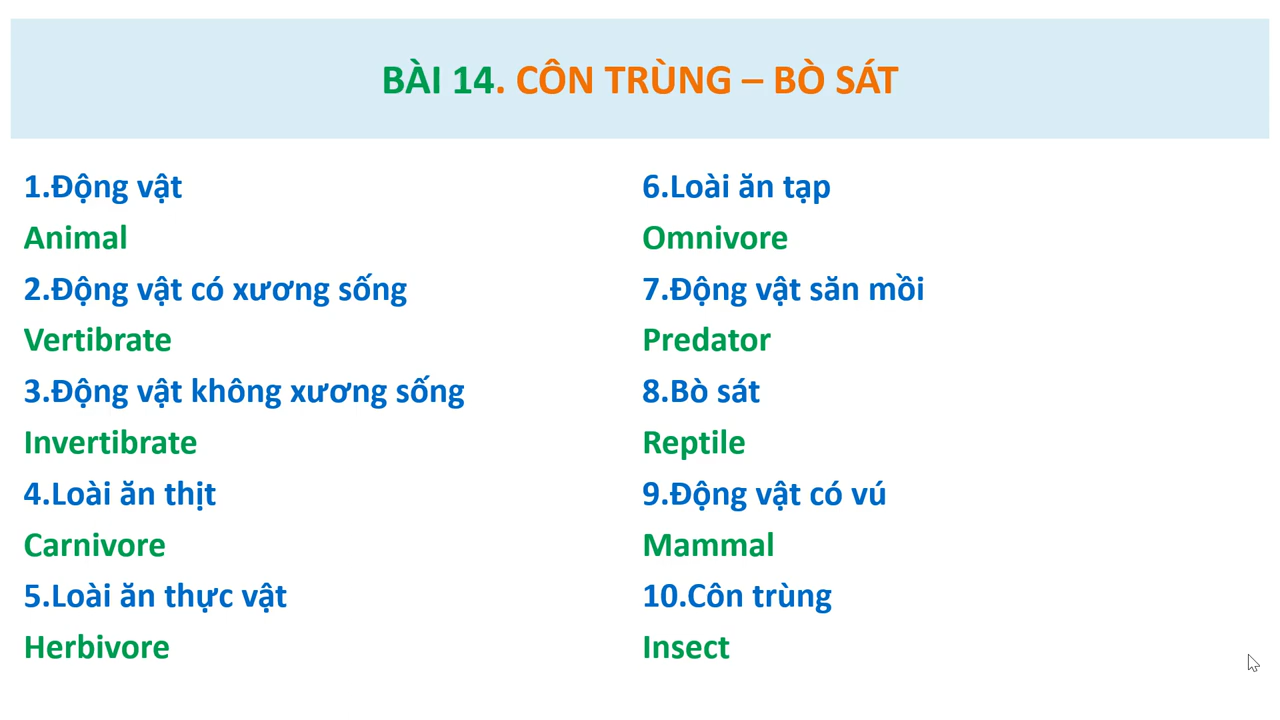 BÀI 14. CÔN TRÙNG – BÒ SÁT
1.Động vật
Animal
2.Động vật có xương sống
Vertibrate
3.Động vật không xương sống
Invertibrate
4.Loài ăn thịt
Carnivore
5.Loài ăn thực vật
Herbivore
6.Loài ăn tạp
Omnivore
7.Động vật săn mồi
Predator
8.Bò sát
Reptile
9.Động vật có vú
Mammal
10.Côn trùng
Insect